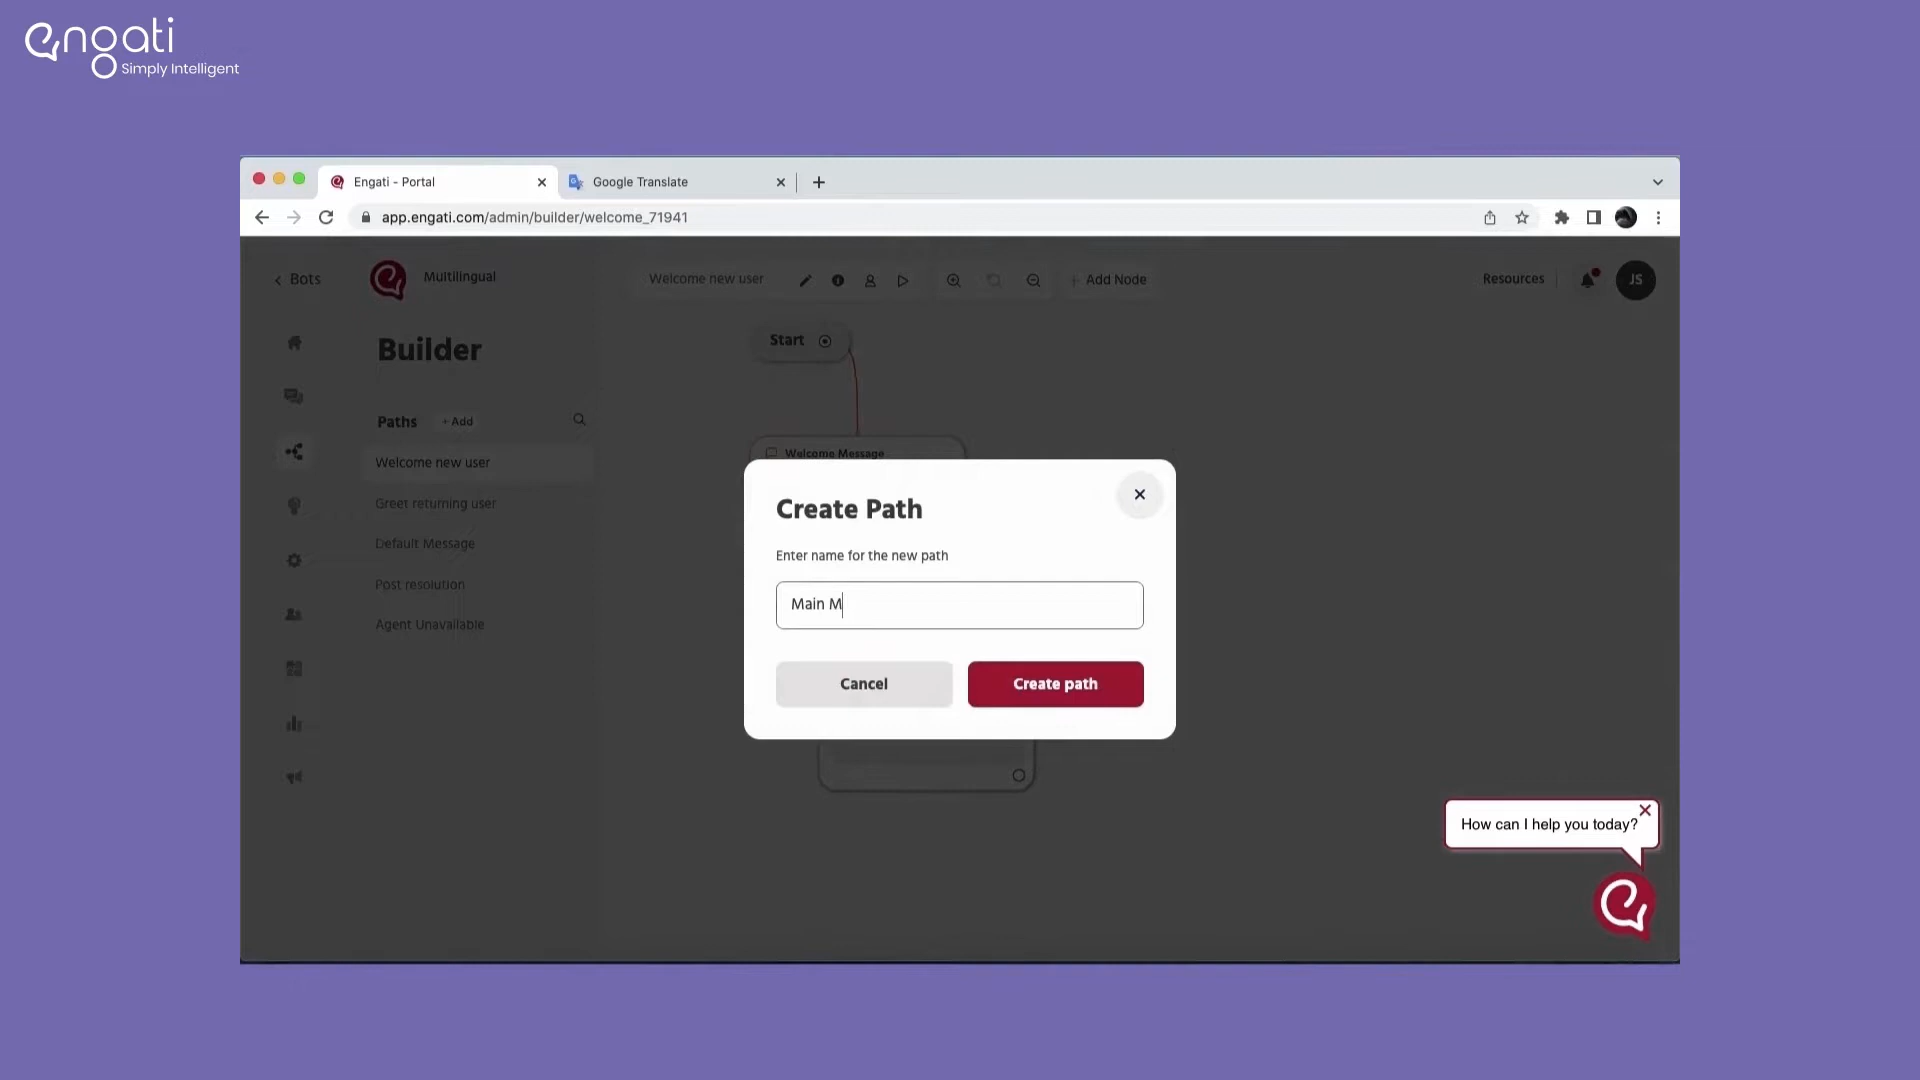 engati
Simply Intelligent
Engati - Portal
Google Translate
app.engati.com/admin/builder/welcome_71941
Bots
Multilingual
Welcome new user
Add Node
Resources
JS
Builder
Start
Paths
+ Add
Welcome new user
Welcome Message
Greet returning user
Default Message
Post resolution
Agent Unavailable
Create Path
Enter name for the new path
Main M
Cancel
Create path
How can I help you today?